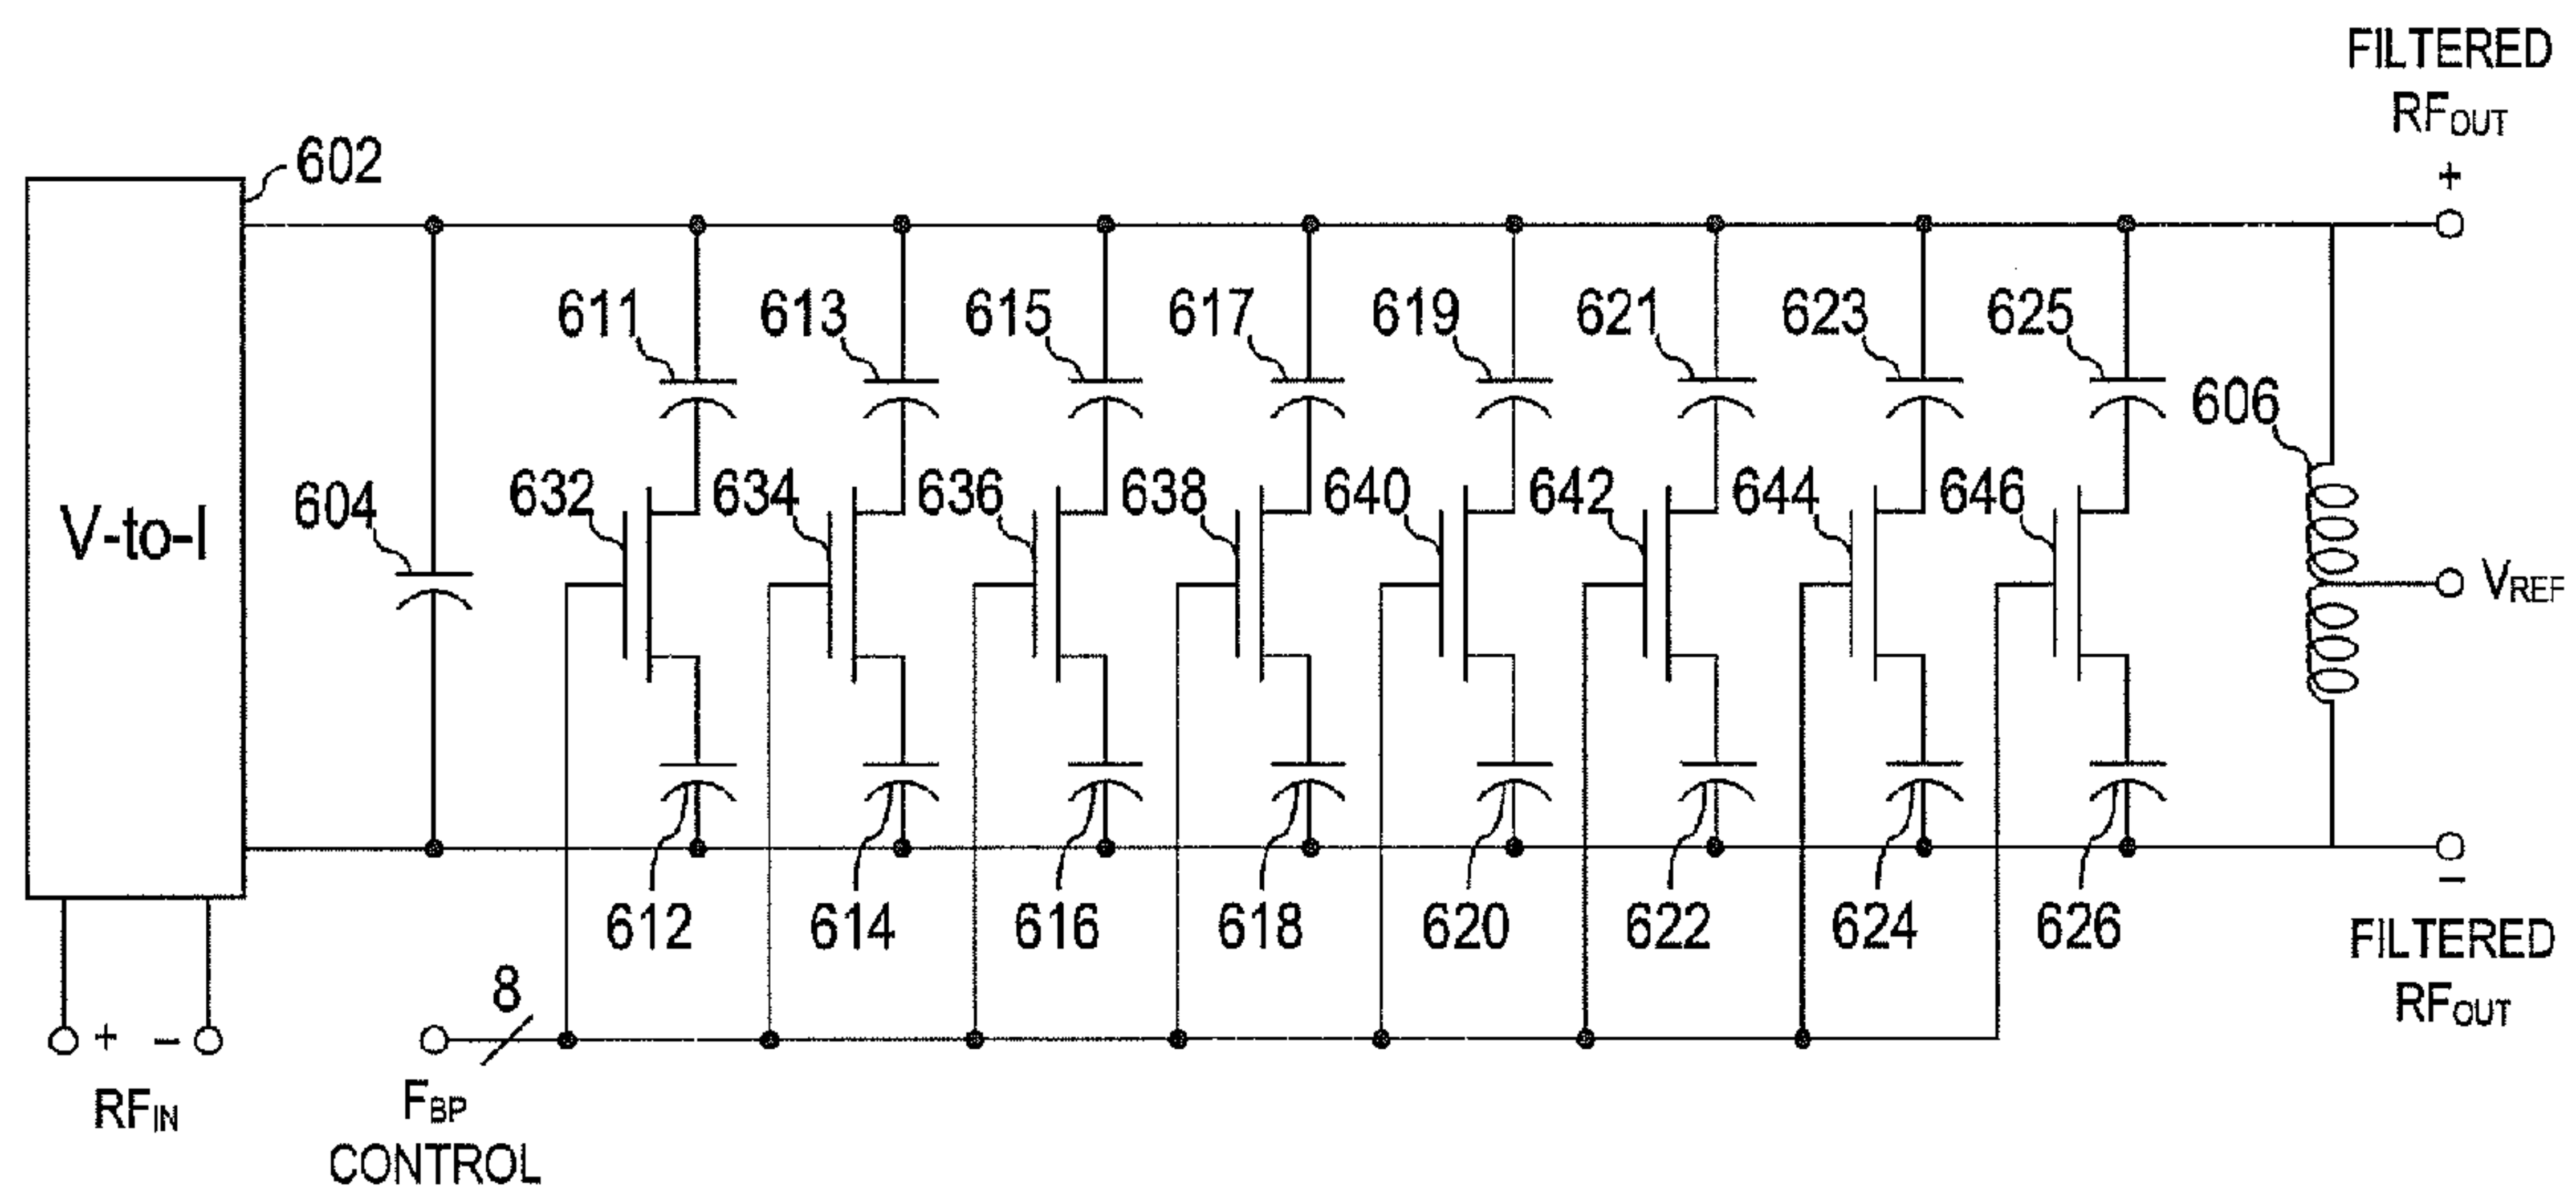 FILTERED
RFOUT
+
602
611 613 615 617 619 621 623 625
606
604 632 634 636 638 640 642 644 646
V-to-I
VREF
612 614 616 618 620 622 624 626
−
FILTERED
RFOUT
8
+ −
RFIN
FBP
CONTROL